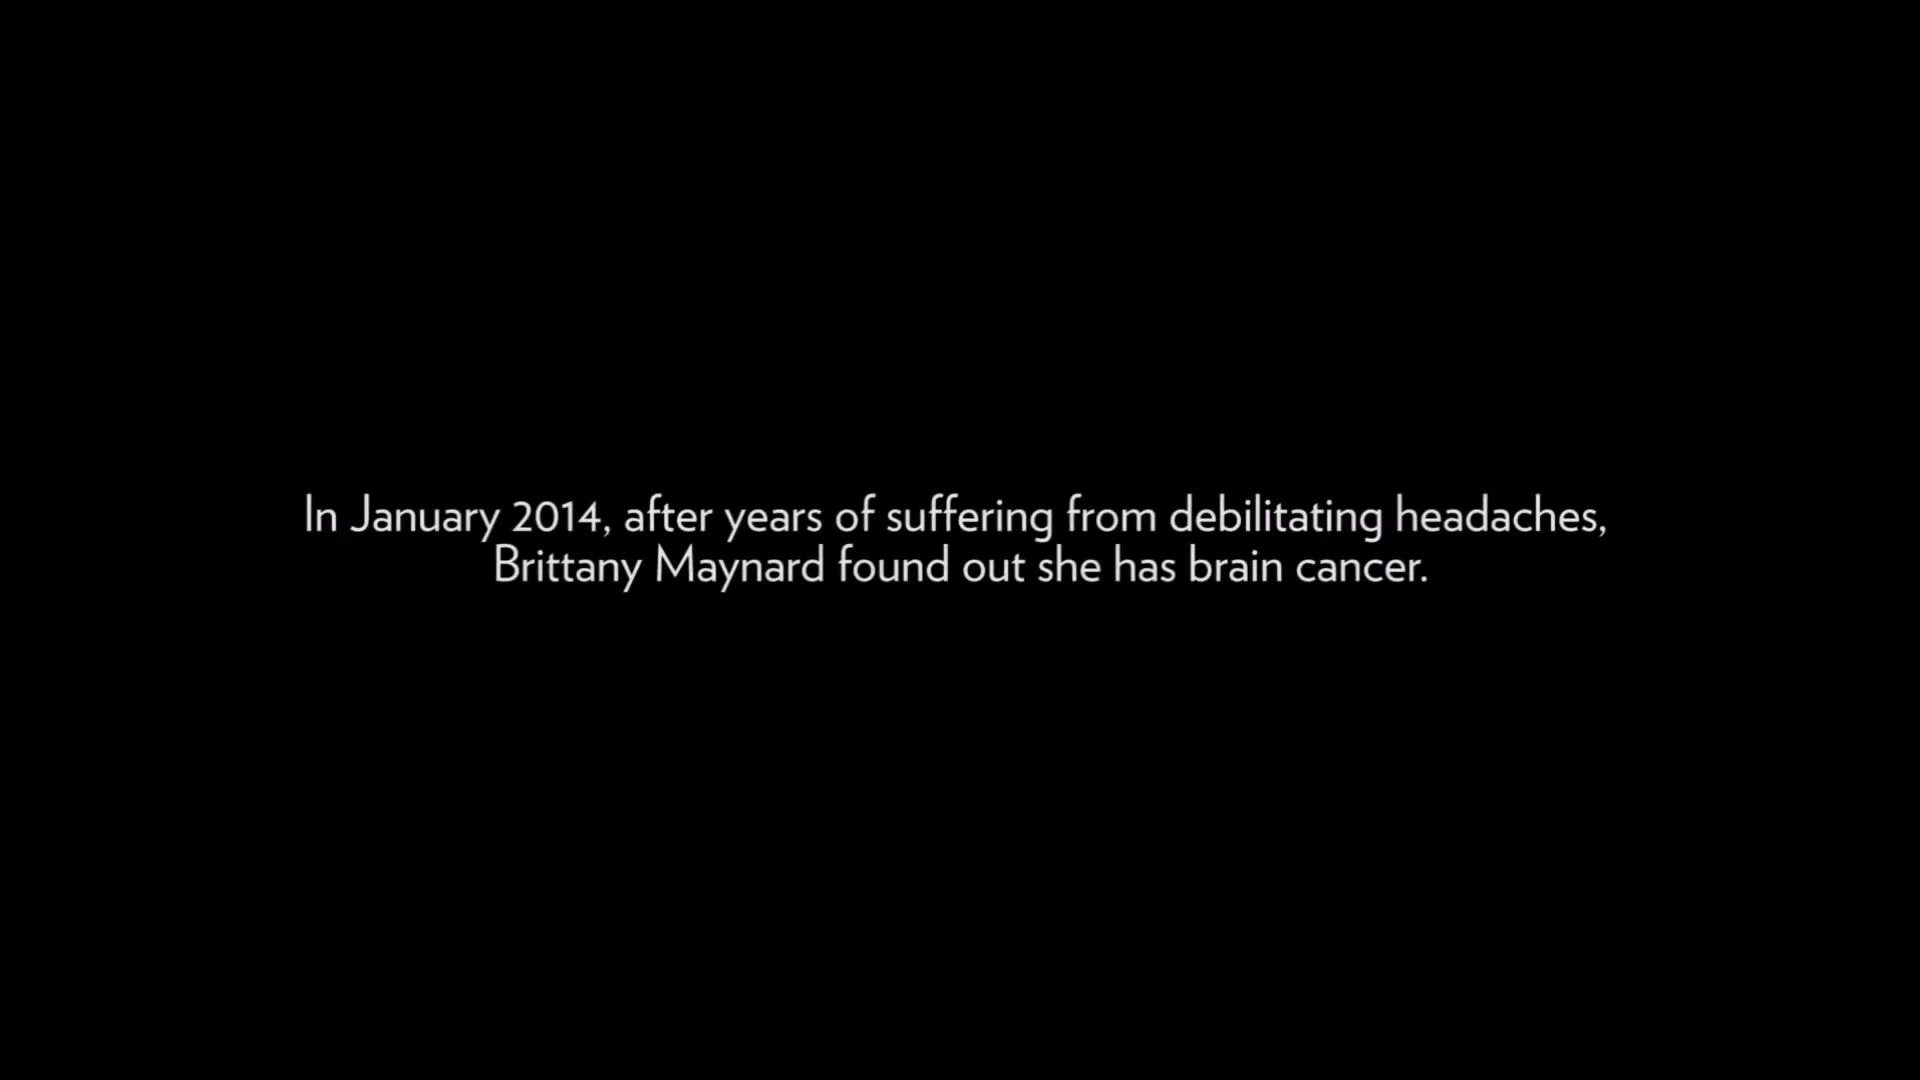 In January 2014, after years of suffering from debilitating headaches,
Brittany Maynard found out she has brain cancer.